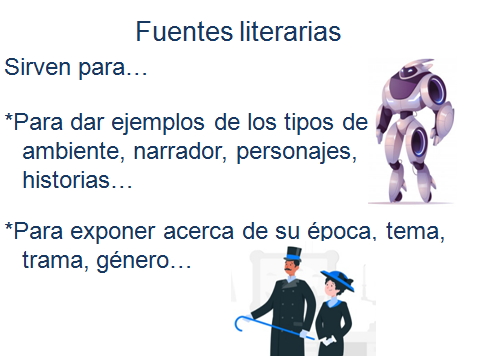 Fuentes literarias
Sirven para…
*Para dar ejemplos de los tipos de
ambiente, narrador, personajes,
historias…
*Para exponer acerca de su época, tema,
trama, género…